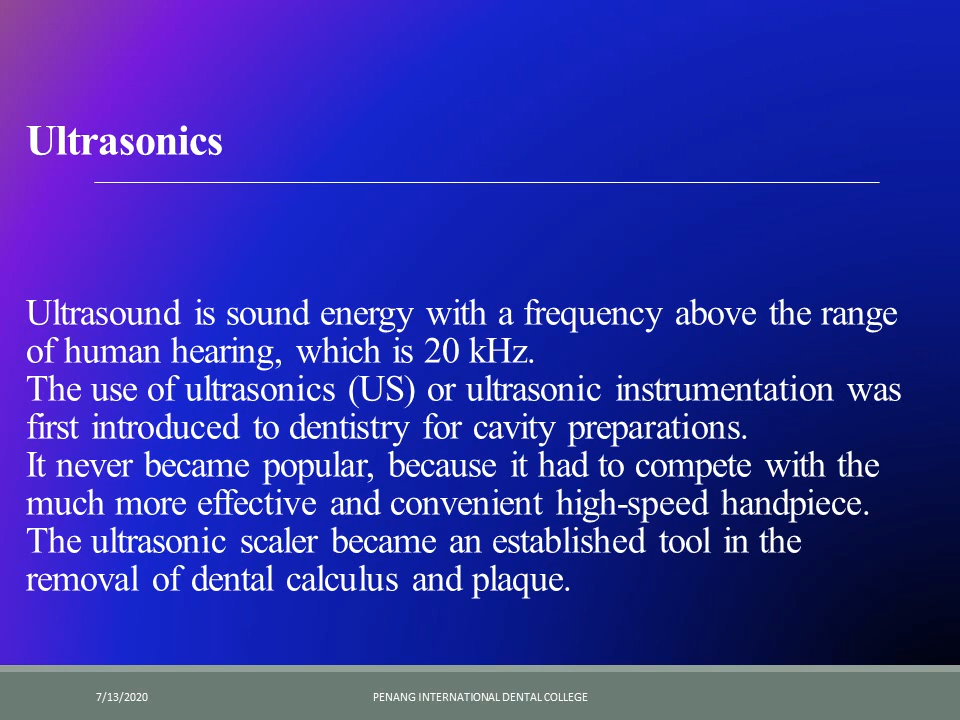 Ultrasonics
Ultrasound is sound energy with a frequency above the range
of human hearing, which is 20 kHz.
The use of ultrasonics (US) or ultrasonic instrumentation was
first introduced to dentistry for cavity preparations.
It never became popular, because it had to compete with the
much more effective and convenient high-speed handpiece.
The ultrasonic scaler became an established tool in the
removal of dental calculus and plaque.
7/13/2020 PENANG INTERNATIONAL DENTAL COLLEGE